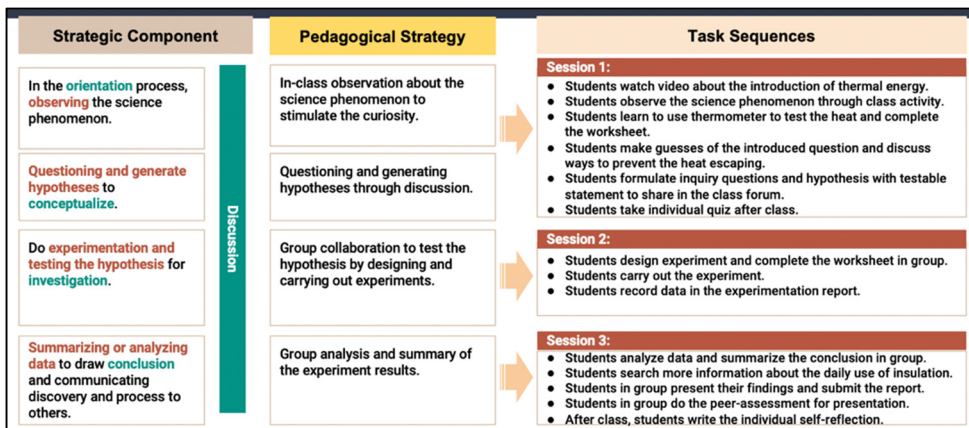 Strategic Component
Pedagogical Strategy
Task Sequences
In the orientation process,
observing the science
phenomenon.
Questioning and generate
hypotheses to
conceptualize.
Do experimentation and
testing the hypothesis for
investigation.
Summarizing or analyzing
data to draw conclusion
and communicating
discovery and process to
others.
Discussion
In-class observation about the
science phenomenon to
stimulate the curiosity.
Questioning and generating
hypotheses through discussion.
Group collaboration to test the
hypothesis by designing and
carrying out experiments.
Group analysis and summary of
the experiment results.
Session 1:
● Students watch video about the introduction of thermal energy.
● Students observe the science phenomenon through class activity.
● Students learn to use thermometer to test the heat and complete
the worksheet.
● Students make guesses of the introduced question and discuss
ways to prevent the heat escaping.
● Students formulate inquiry questions and hypothesis with testable
statement to share in the class forum.
● Students take individual quiz after class.
Session 2:
● Students design experiment and complete the worksheet in group.
● Students carry out the experiment.
● Students record data in the experimentation report.
Session 3:
● Students analyze data and summarize the conclusion in group.
● Students search more information about the daily use of insulation.
● Students in group present their findings and submit the report.
● Students in group do the peer-assessment for presentation.
● After class, students write the individual self-reflection.